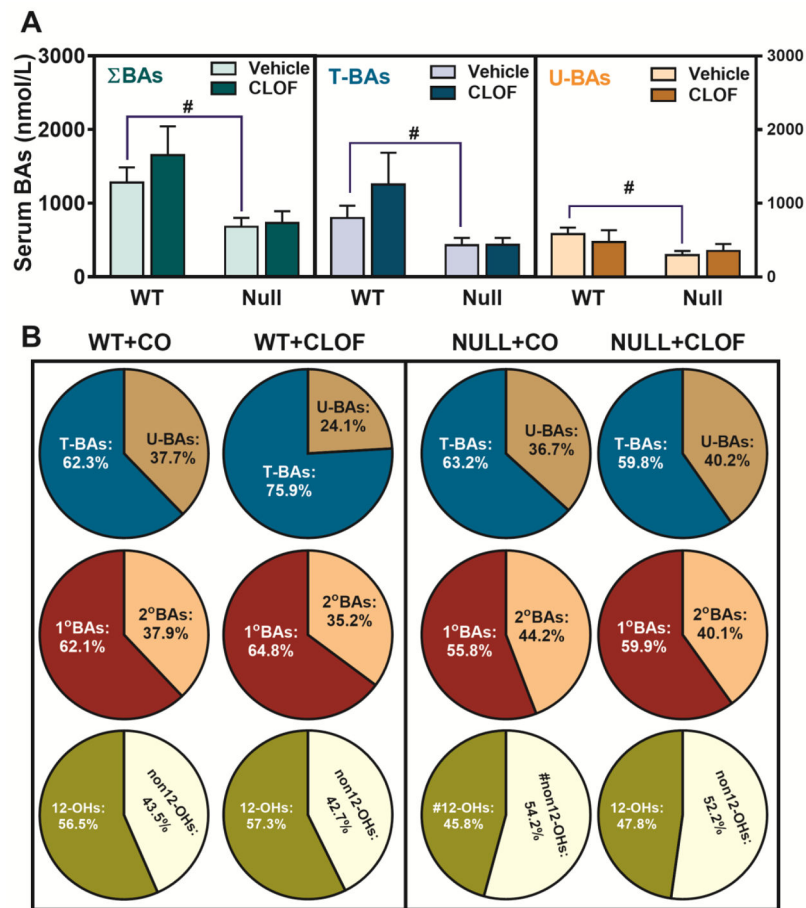 A
Serum BAs (nmol/L)
3000
2000
1000
0
ΣBAs
Vehicle
CLOF
#
WT
Null
T-BAs
Vehicle
CLOF
#
WT
Null
U-BAs
Vehicle
CLOF
#
WT
Null
3000
2000
1000
0
B
WT+CO
WT+CLOF
NULL+CO
NULL+CLOF
T-BAs:
62.3%
U-BAs:
37.7%
U-BAs:
24.1%
T-BAs:
75.9%
T-BAs:
63.2%
U-BAs:
36.7%
T-BAs:
59.8%
U-BAs:
40.2%
1°BAs:
62.1%
2°BAs:
37.9%
1°BAs:
64.8%
2°BAs:
35.2%
1°BAs:
55.8%
2°BAs:
44.2%
1°BAs:
59.9%
2°BAs:
40.1%
12-OHs:
56.5%
non12-OHs:
43.5%
12-OHs:
57.3%
non12-OHs:
42.7%
#12-OHs:
45.8%
#non12-OHs:
54.2%
12-OHs:
47.8%
non12-OHs:
52.2%